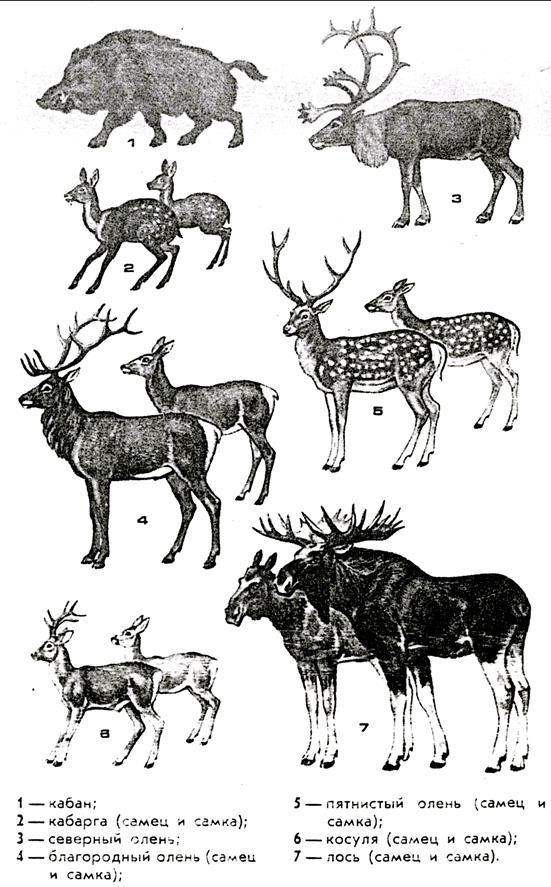 1
3
2
5
4
6
7
1 — кабан;
2 — кабарга (самец и самка);
3 — северный олень;
4 — благородный олень (самец
и самка);
5 — пятнистый олень (самец и
самка);
6 — косуля (самец и самка);
7 — лось (самец и самка).